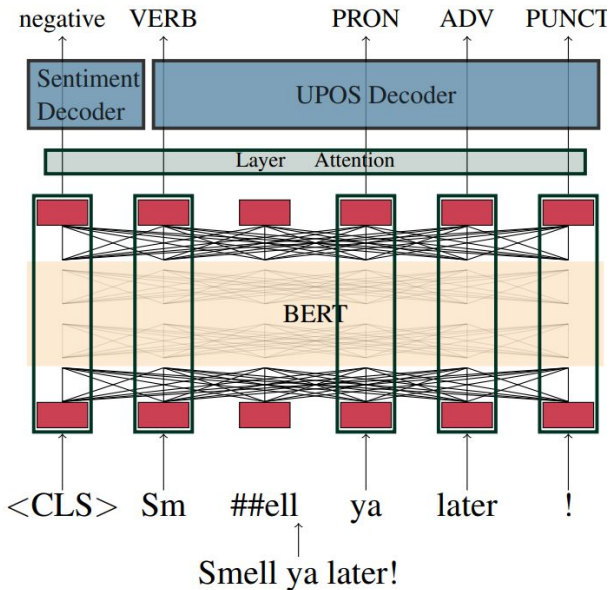 negative VERB PRON ADV PUNCT
Sentiment
Decoder
UPOS Decoder
Layer Attention
BERT
<CLS> Sm ##ell ya later !
Smell ya later!